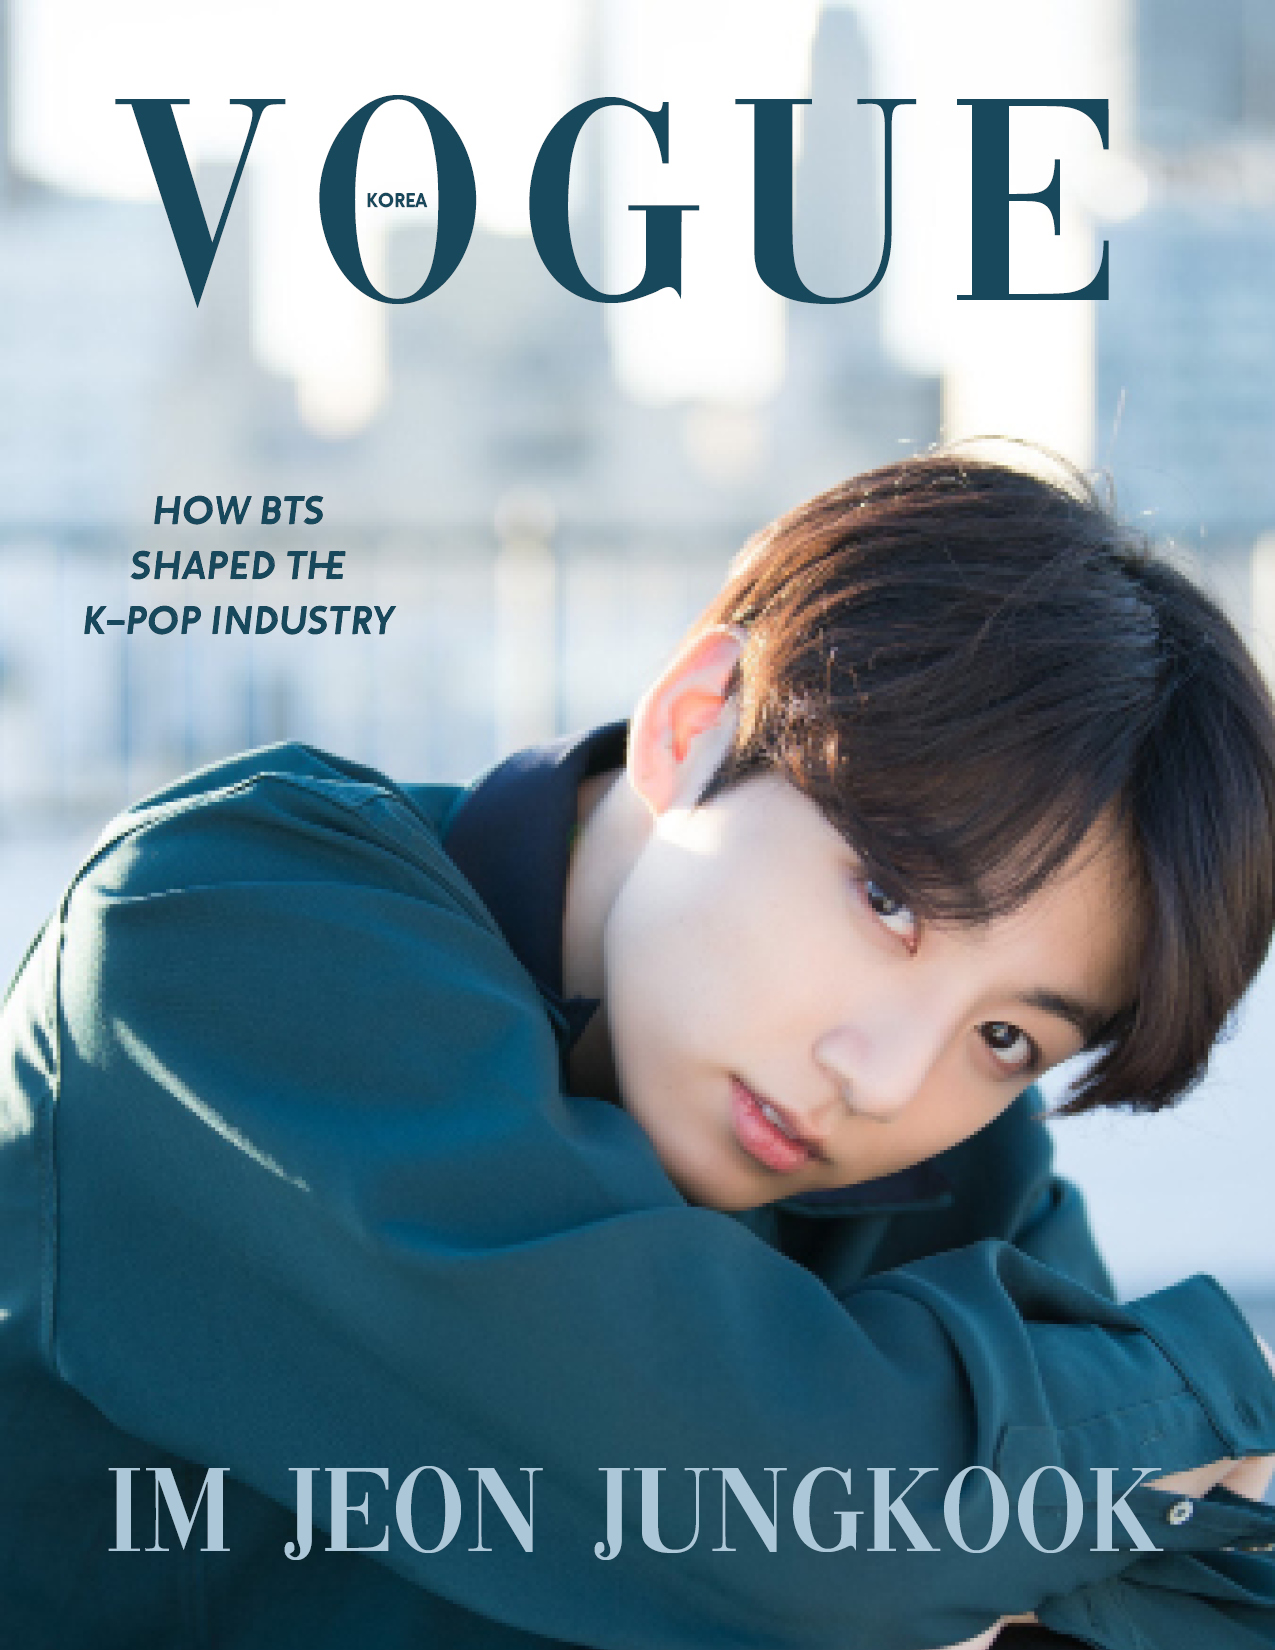 VOGUE
KOREA
HOW BTS
SHAPED THE
K-POP INDUSTRY
IM JEON JUNGKOOK